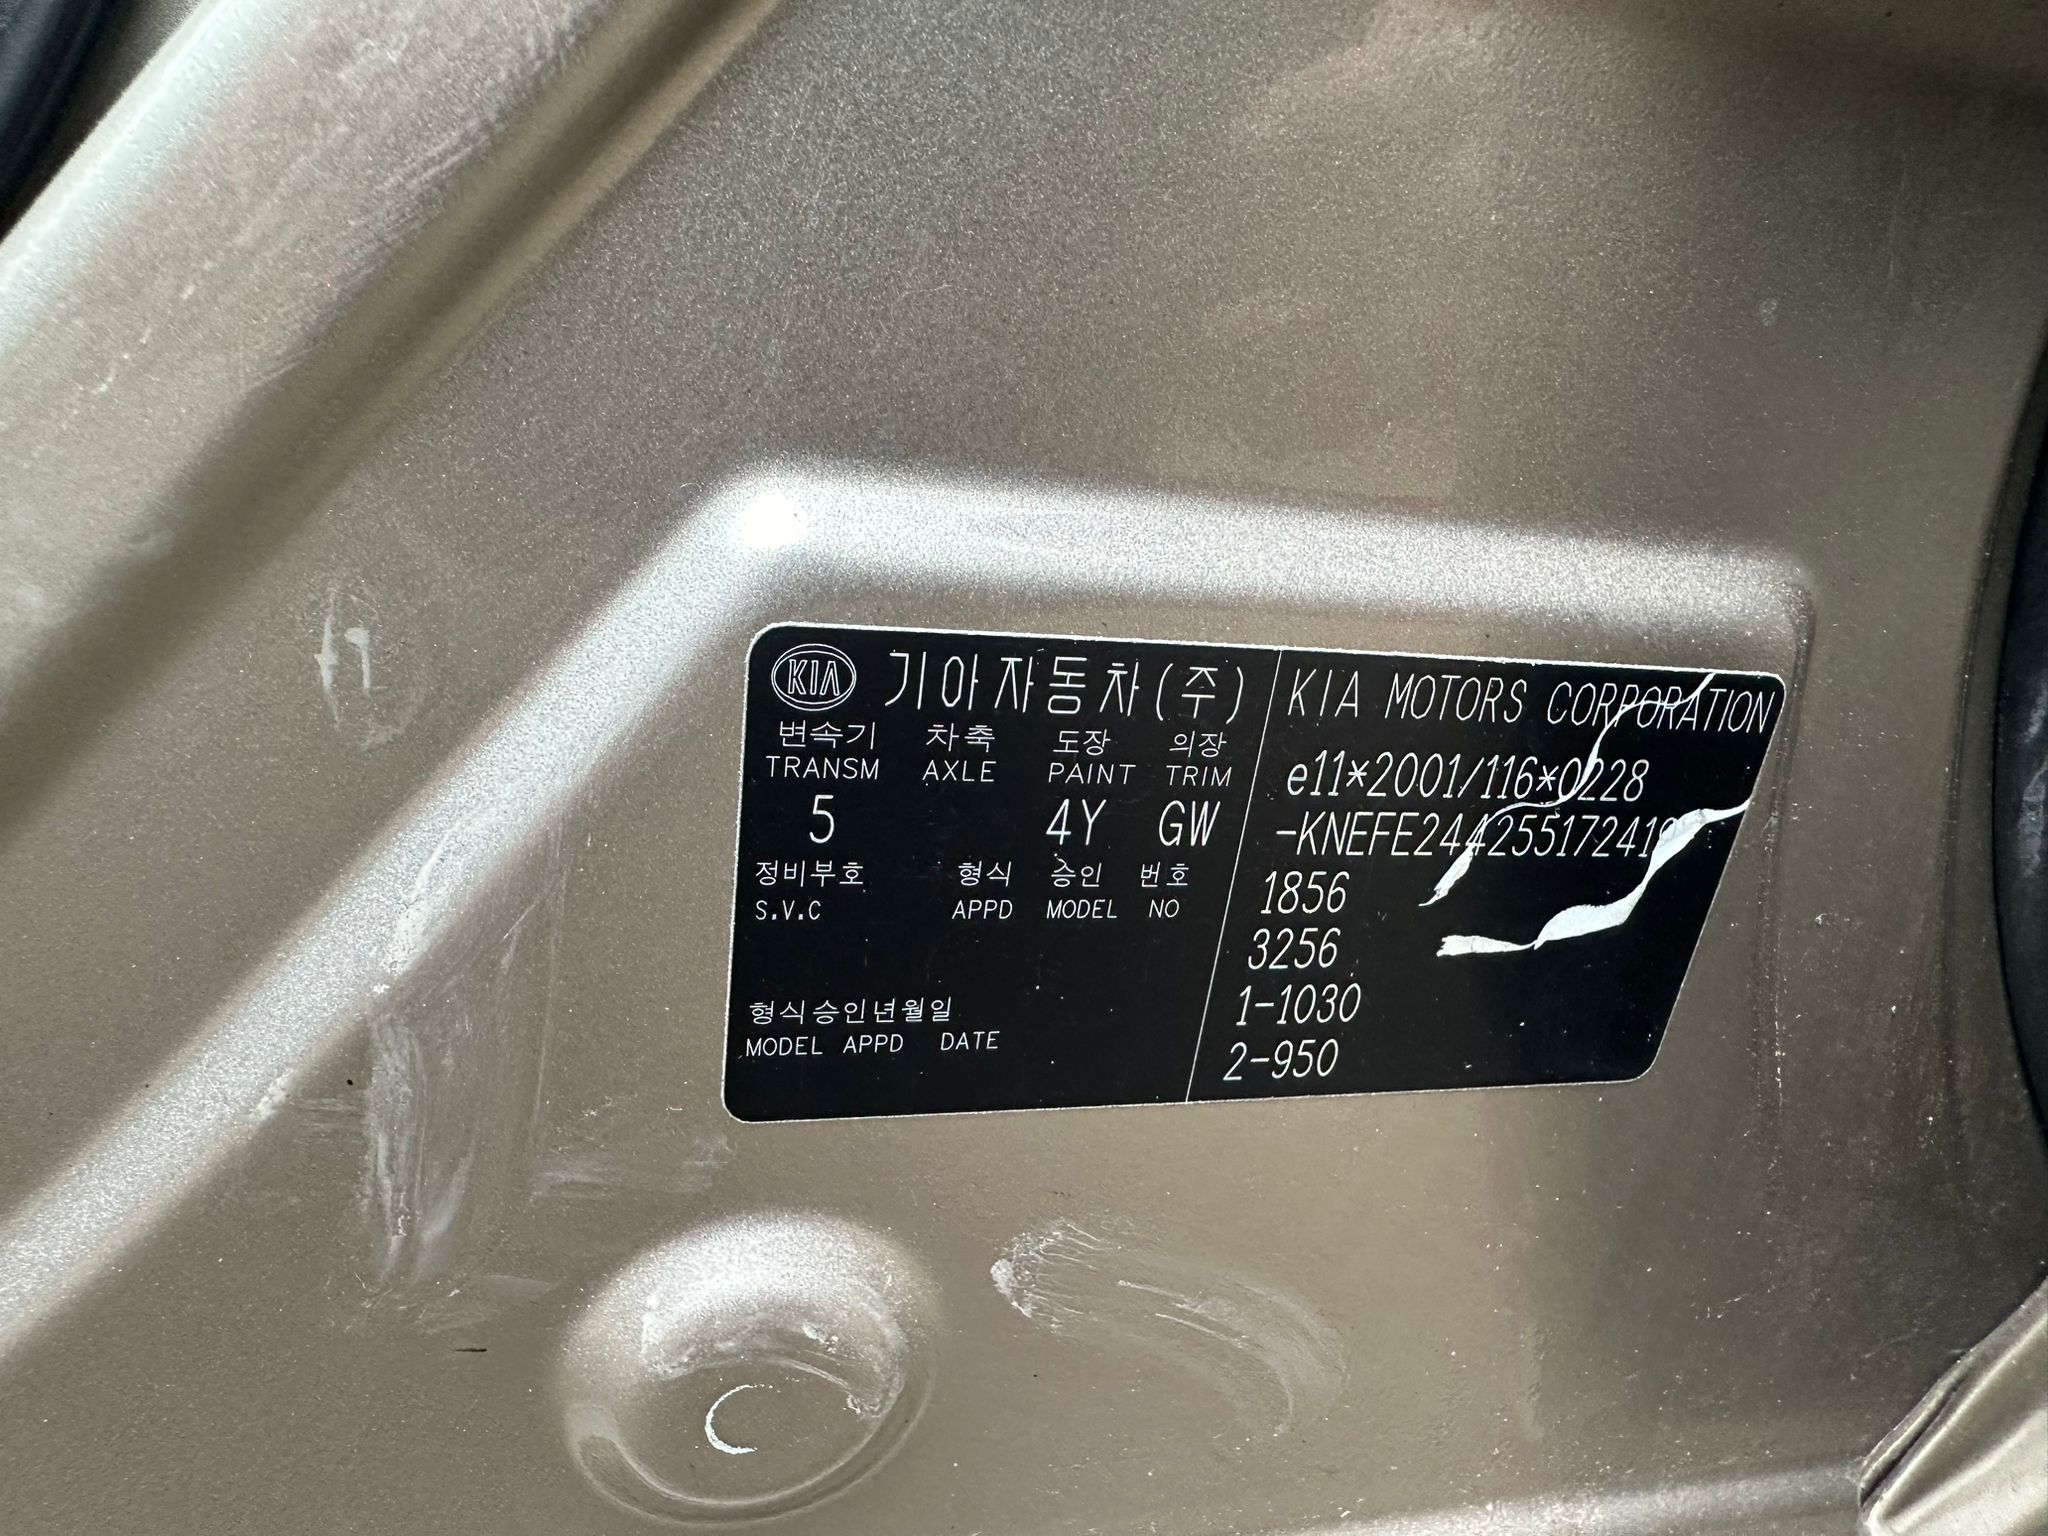 KIA 기아자동차(주)
변속기 차축 도장 의장
TRANSM AXLE PAINT TRIM
5 4Y GW
정비부호 형식 승인 번호
S.V.C APPD MODEL NO
형식승인년월일
MODEL APPD DATE
KIA MOTORS CORPORATION
e11*2001/116*0228
1856
3256
1-1030
2-950